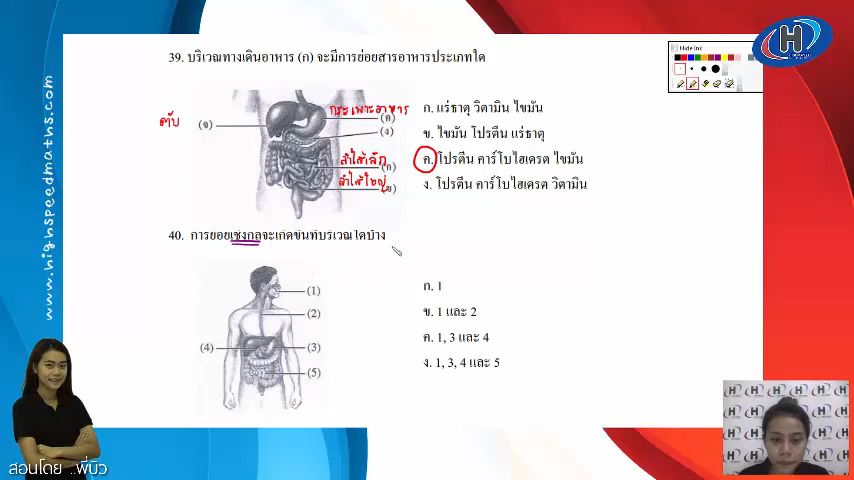 Hide Ink
H
39. บริเวณทางเดินอาหาร (ก) จะมีการย่อยสารอาหารประเภทใด
กระเพาะอาหาร
(ค)
ตับ
(จ)
(ง)
ลำไส้เล็ก
(ก)
ลำไส้ใหญ่
ก. แร่ธาตุ วิตามิน ไขมัน
ข. ไขมัน โปรตีน แร่ธาตุ
ค. โปรตีน คาร์โบไฮเดรต ไขมัน
ง. โปรตีน คาร์โบไฮเดรต วิตามิน
40. การย่อยเชิงกลจะเกิดขึ้นที่บริเวณใดบ้าง
(1)
(2)
(4)
(3)
(5)
ก. 1
ข. 1 และ 2
ค. 1, 3 และ 4
ง. 1, 3, 4 และ 5
www.highspeedmaths.com
สอนโดย ..พี่บิว